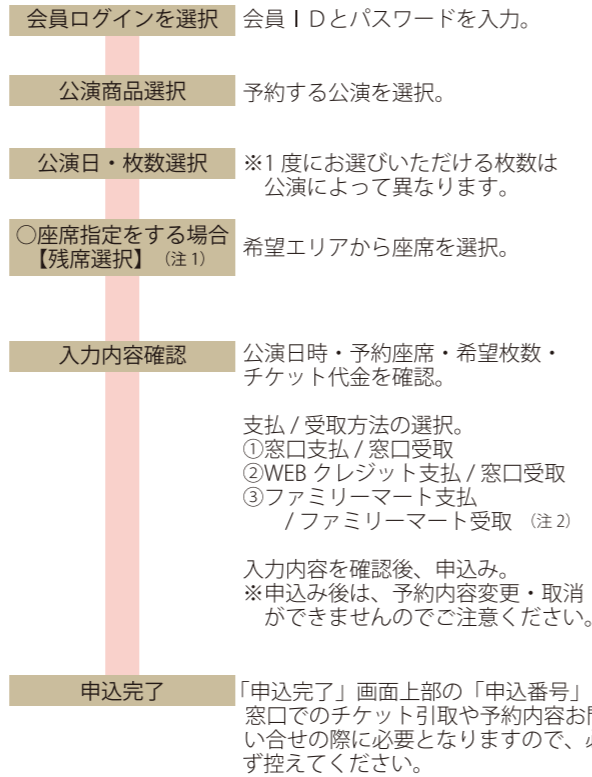 会員ログインを選択 会員IDとパスワードを入力。
公演商品選択 予約する公演を選択。
公演日・枚数選択 ※1度にお選びいただける枚数は
公演によって異なります。
○座席指定をする場合
【残席選択】(注1) 希望エリアから座席を選択。
入力内容確認 公演日時・予約座席・希望枚数・
チケット代金を確認。
支払/受取方法の選択。
①窓口支払/窓口受取
②WEBクレジット支払/窓口受取
③ファミリーマート支払
/ファミリーマート受取 (注2)
入力内容を確認後、申込み。
※申込み後は、予約内容変更・取消
ができませんのでご注意ください。
申込完了 「申込完了」画面上部の「申込番号」
窓口でのチケット引取や予約内容お
い合せの際に必要となりますので、
ず控えてください。